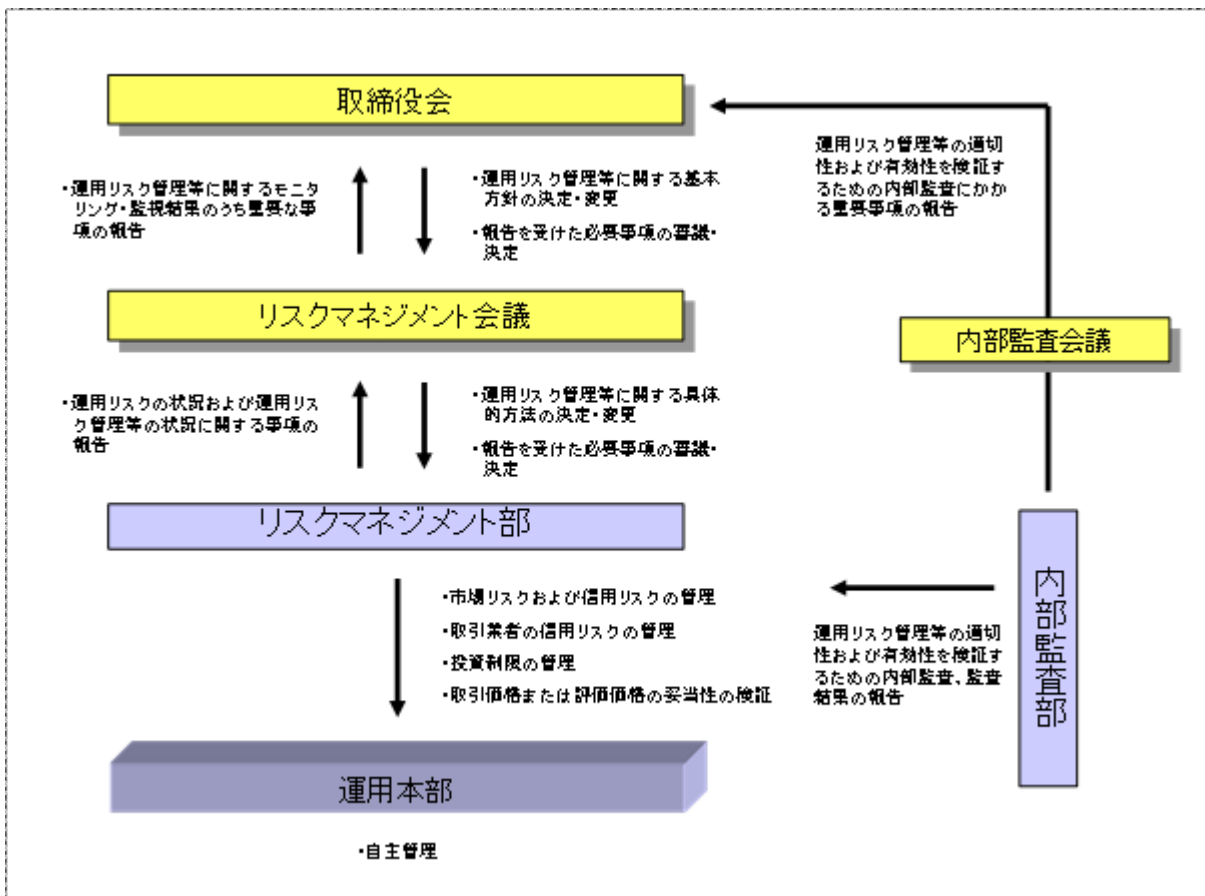 取締役会
・運用リスク管理等に関するモニタ
リング・監視結果のうち重要な事
項の報告
・運用リスク管理等に関する基本
方針の決定・変更
・報告を受けた必要事項の審議・
決定
運用リスク管理等の適切
性および有効性を検証す
るための内部監査にかか
る重要事項の報告
リスクマネジメント会議
内部監査会議
・運用リスクの状況および運用リス
ク管理等の状況に関する事項の
報告
・運用リスク管理等に関する具体
的方法の決定・変更
・報告を受けた必要事項の審議・
決定
リスクマネジメント部
内部監査部
・市場リスクおよび信用リスクの管理
・取引業者の信用リスクの管理
・投資制限の管理
・取引価格または評価価格の妥当性の検証
運用リスク管理等の適切
性および有効性を検証す
るための内部監査、監査
結果の報告
運用本部
・自主管理